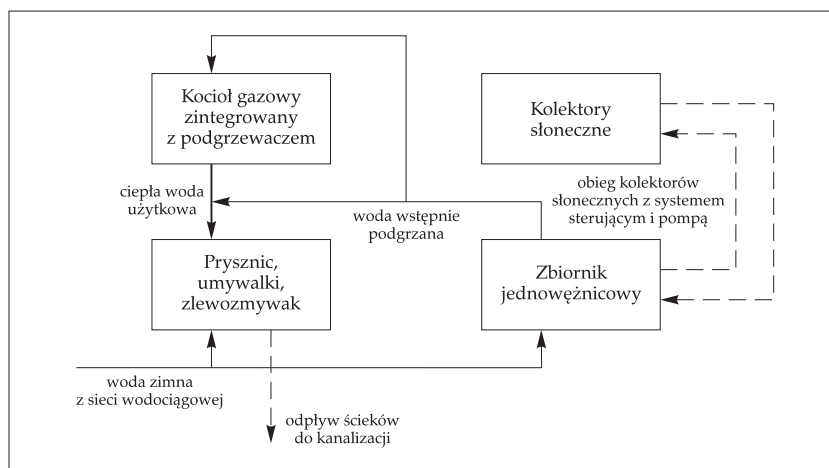 Kocioł gazowy
zintegrowany
z podgrzewaczem
Kolektory
słoneczne
ciepła woda
użytkowa
woda wstępnie
podgrzana
obieg kolektorów
słonecznych z systemem
sterującym i pompą
Prysznic,
umywalki,
zlewozmywak
Zbiornik
jednowężnicowy
woda zimna
z sieci wodociągowej
odpływ ścieków
do kanalizacji